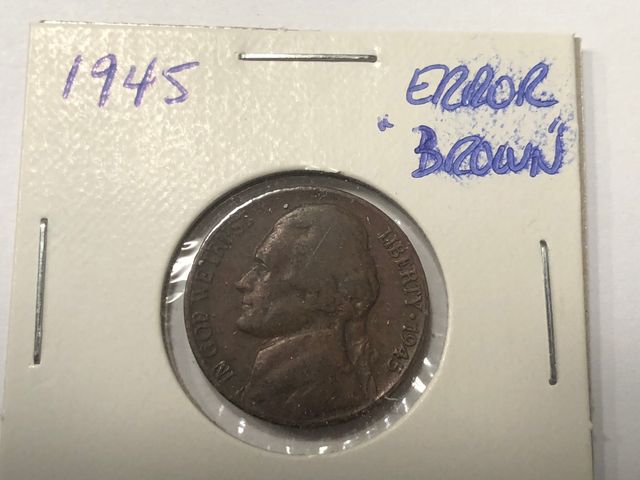 1945
ERROR
"BROWN"
IN GOD WE TRUST
LIBERTY · 1945